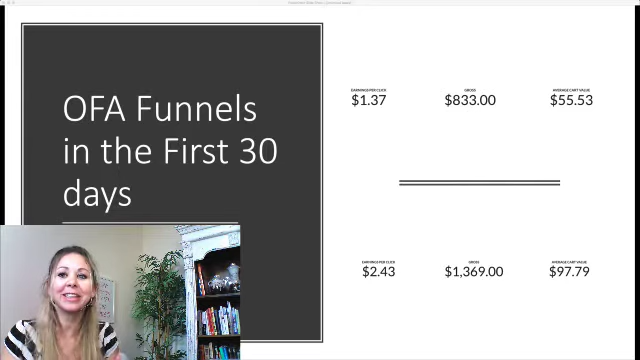 OFA Funnels
in the First 30
days
EARNINGS PER CLICK GROSS AVERAGE CART VALUE
$1.37 $833.00 $55.53
EARNINGS PER CLICK GROSS AVERAGE CART VALUE
$2.43 $1,369.00 $97.79